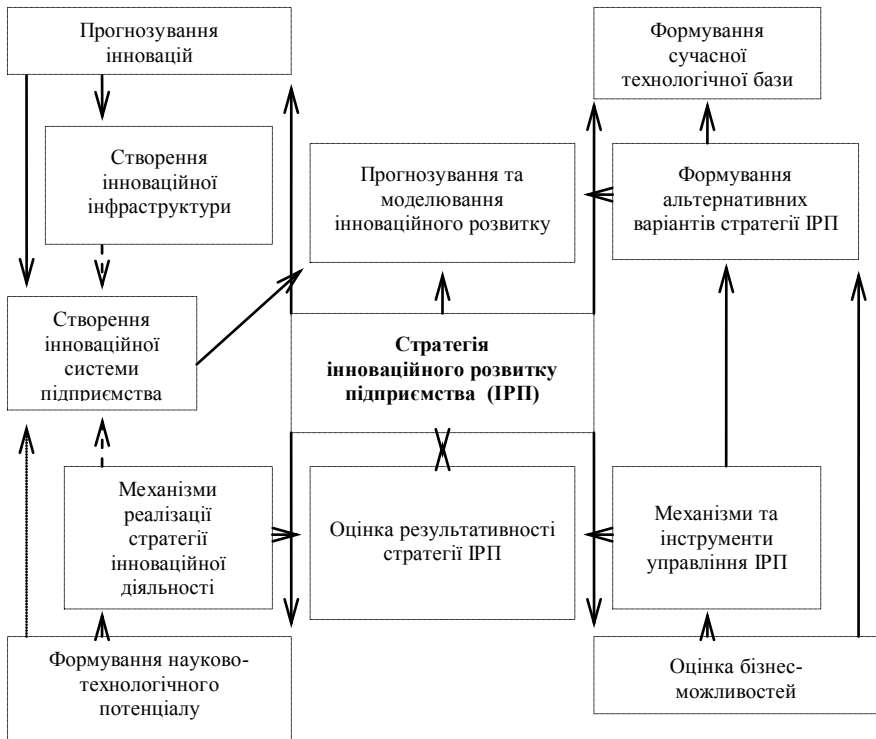 Прогнозування
інновацій
Формування
сучасної
технологічної бази
Створення
інноваційної
інфраструктури
Прогнозування та
моделювання
інноваційного розвитку
Формування
альтернативних
варіантів стратегії ІРП
Створення
інноваційної
системи
підприємства
Стратегія
інноваційного розвитку
підприємства (ІРП)
Механізми
реалізації
стратегії
інноваційної
діяльності
Оцінка результативності
стратегії ІРП
Механізми та
інструменти
управління ІРП
Формування науково-
технологічного
потенціалу
Оцінка бізнес-
можливостей